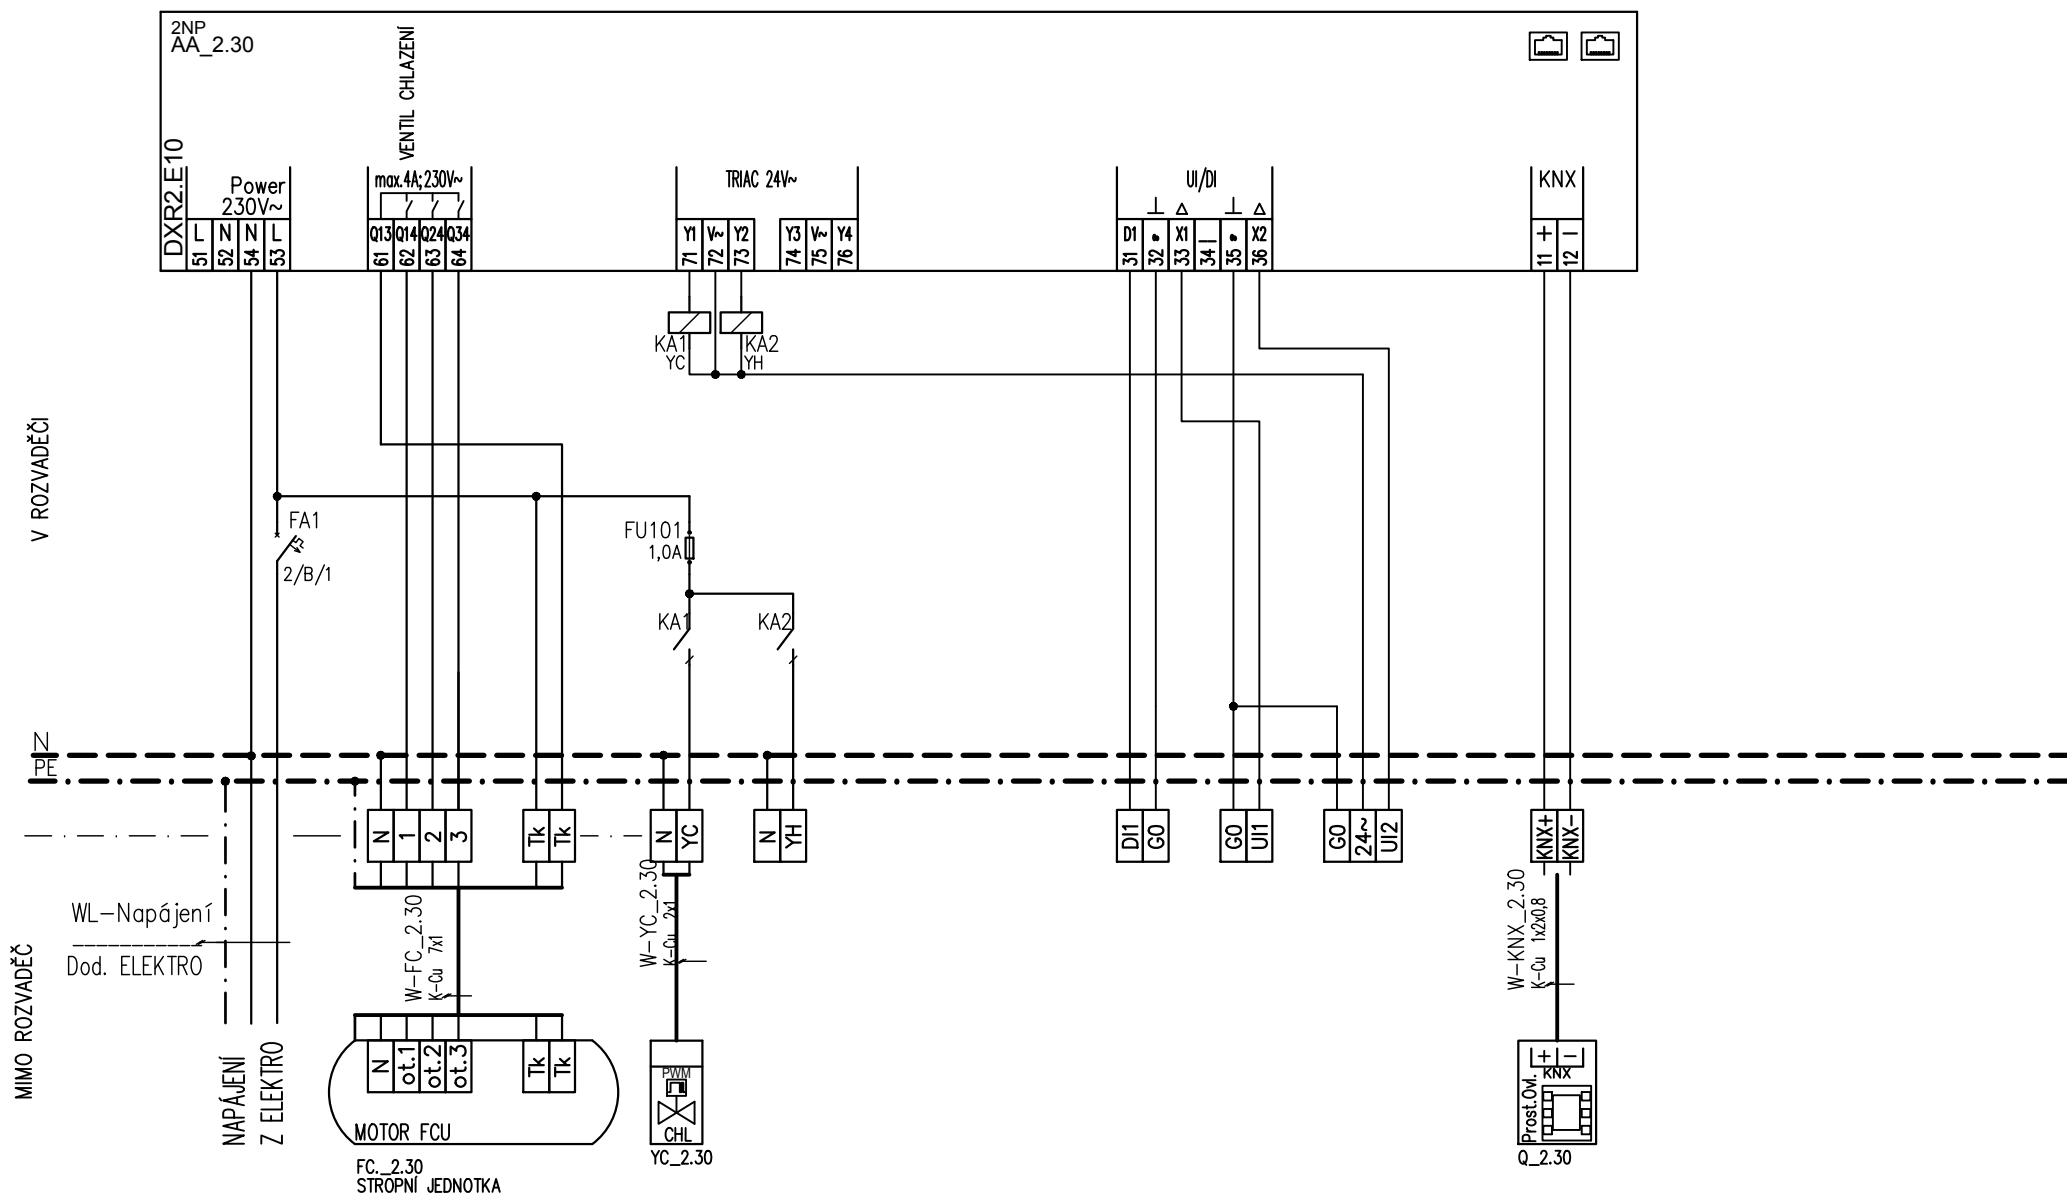 2NP
AA_2.30
DXR2.E10
VENTIL CHLAZENÍ
Power
230V~
max.4A;230V~
TRIAC 24V~
UI/DI
KNX
L N N L
51 52 54 53
Q13 Q14 Q24 Q34
61 62 63 64
Y1 V~ Y2
71 72 73
Y3 V~ Y4
74 75 76
D1 X1 X2
31 32 33 34 35 36
+ −
11 12
KA1
YC
KA2
YH
V ROZVADĚČI
FA1
2/B/1
FU101
1,0A
KA1
KA2
N
PE
N 1 2 3
Tk Tk
N YC
N YH
DI1 G0
G0 UI1
G0 24~ UI2
KNX+ KNX-
MIMO ROZVADĚČ
WL-Napájení
Dod. ELEKTRO
W-FC_2.30
K-Cu 7x1
W-YC_2.30
K-Cu 2x1
W-KNX_2.30
K-Cu 1x2x0,8
NAPÁJENÍ
Z ELEKTRO
N ot.1 ot.2 ot.3
Tk Tk
MOTOR FCU
FC._2.30
STROPNÍ JEDNOTKA
PWM
CHL
YC_2.30
+ −
KNX
Prost.Ovl.
Q_2.30